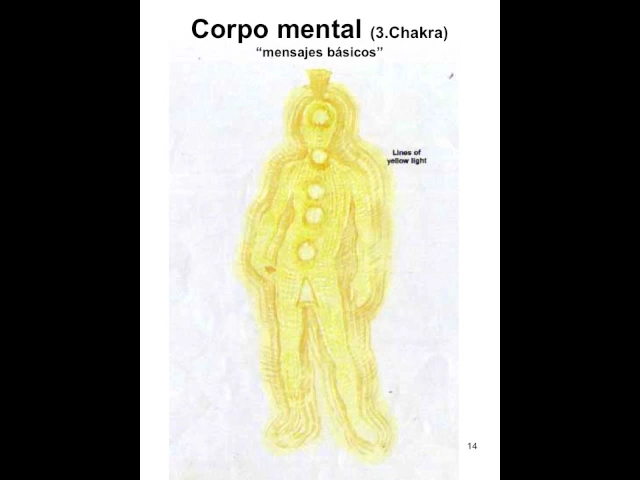 Corpo mental (3.Chakra)
“mensajes básicos”
Lines of
yellow light
14